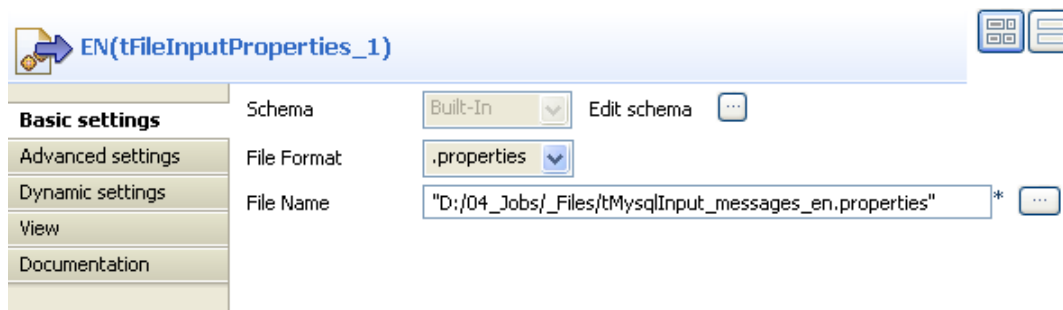 EN(tFileInputProperties_1)
Basic settings
Advanced settings
Dynamic settings
View
Documentation
Schema Built-In Edit schema ...
File Format .properties
File Name "D:/04_Jobs/_Files/tMysqlInput_messages_en.properties" * ...